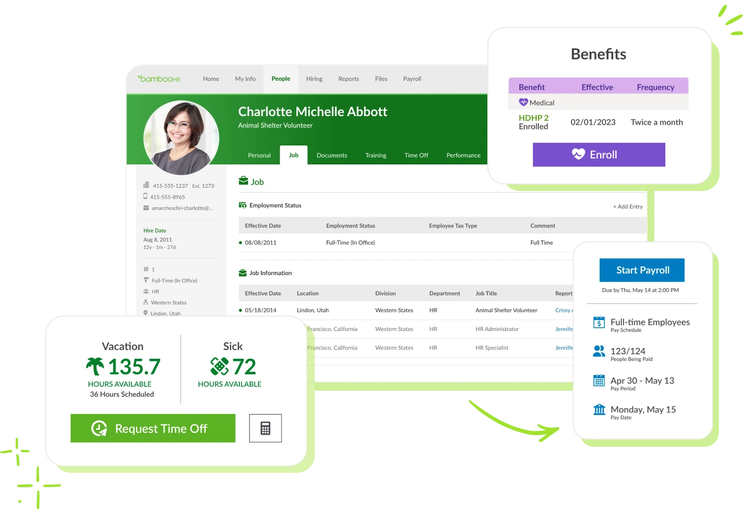 bambooHR
Home My Info People Hiring Reports Files Payroll
Charlotte Michelle Abbott
Animal Shelter Volunteer
Personal Job Documents Training Time Off Performance
415-555-1237 Ext. 1273
415-555-8965
amarcheschi+charlotte@...
Hire Date
Aug 8, 2011
12y - 1m - 27d
# 1
Full-Time (In Office)
HR
Western States
Lindon, Utah
Job
Employment Status
+ Add Entry
Effective Date Employment Status Employee Tax Type Comment
08/08/2011 Full-Time (In Office) Full Time
Job Information
Effective Date Location Division Department Job Title Report
05/18/2014 Lindon, Utah Western States HR Animal Shelter Volunteer Crissy
Francisco, California Western States HR HR Administrator Jennife
Francisco, California Western States HR HR Specialist Jennife
Benefits
Benefit Effective Frequency
Medical
HDHP 2
Enrolled
02/01/2023 Twice a month
Enroll
Start Payroll
Due by Thu, May 14 at 2:00 PM
Full-time Employees
Pay Schedule
123/124
People Being Paid
Apr 30 - May 13
Pay Period
Monday, May 15
Pay Date
Vacation
135.7
HOURS AVAILABLE
36 Hours Scheduled
Sick
72
HOURS AVAILABLE
Request Time Off